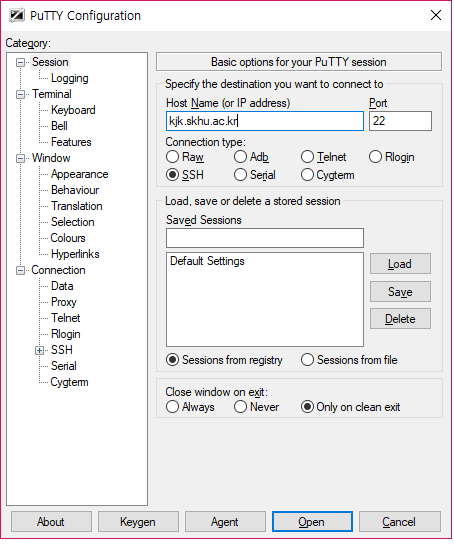 PuTTY Configuration
Category:
Session
Logging
Terminal
Keyboard
Bell
Features
Window
Appearance
Behaviour
Translation
Selection
Colours
Hyperlinks
Connection
Data
Proxy
Telnet
Rlogin
SSH
Serial
Cygterm
Basic options for your PuTTY session
Specify the destination you want to connect to
Host Name (or IP address) Port
kjk.skhu.ac.kr 22
Connection type:
Raw Adb Telnet Rlogin
SSH Serial Cygterm
Load, save or delete a stored session
Saved Sessions
Default Settings
Load
Save
Delete
Sessions from registry Sessions from file
Close window on exit:
Always Never Only on clean exit
About Keygen Agent Open Cancel